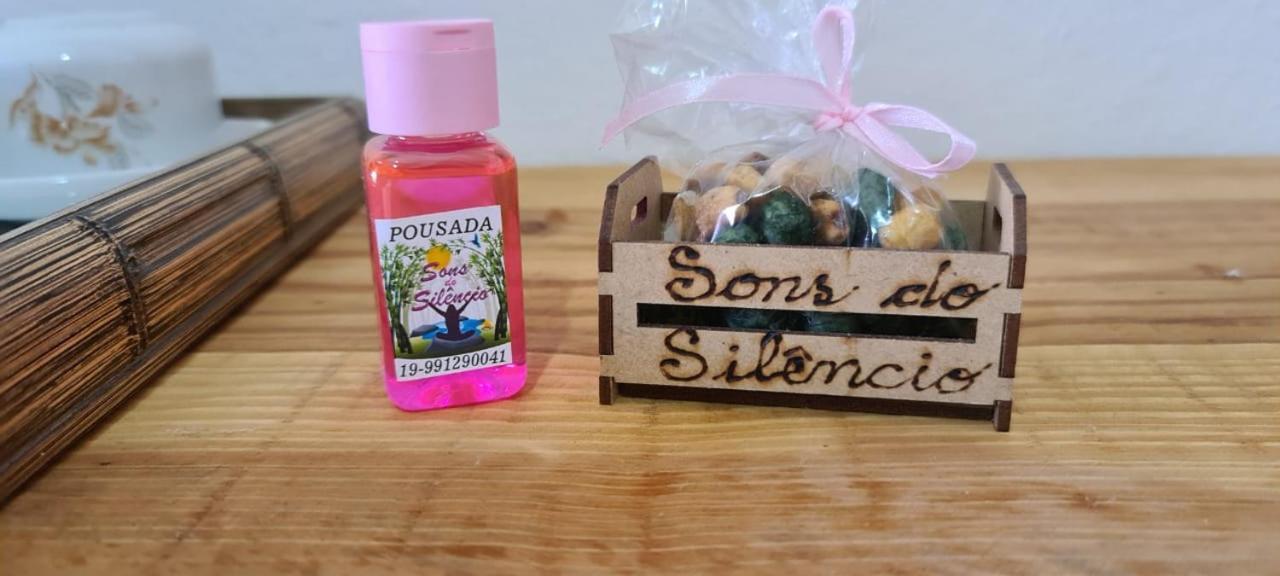 POUSADA
Sons
do
Silêncio
19-991290041
Sons do
Silêncio